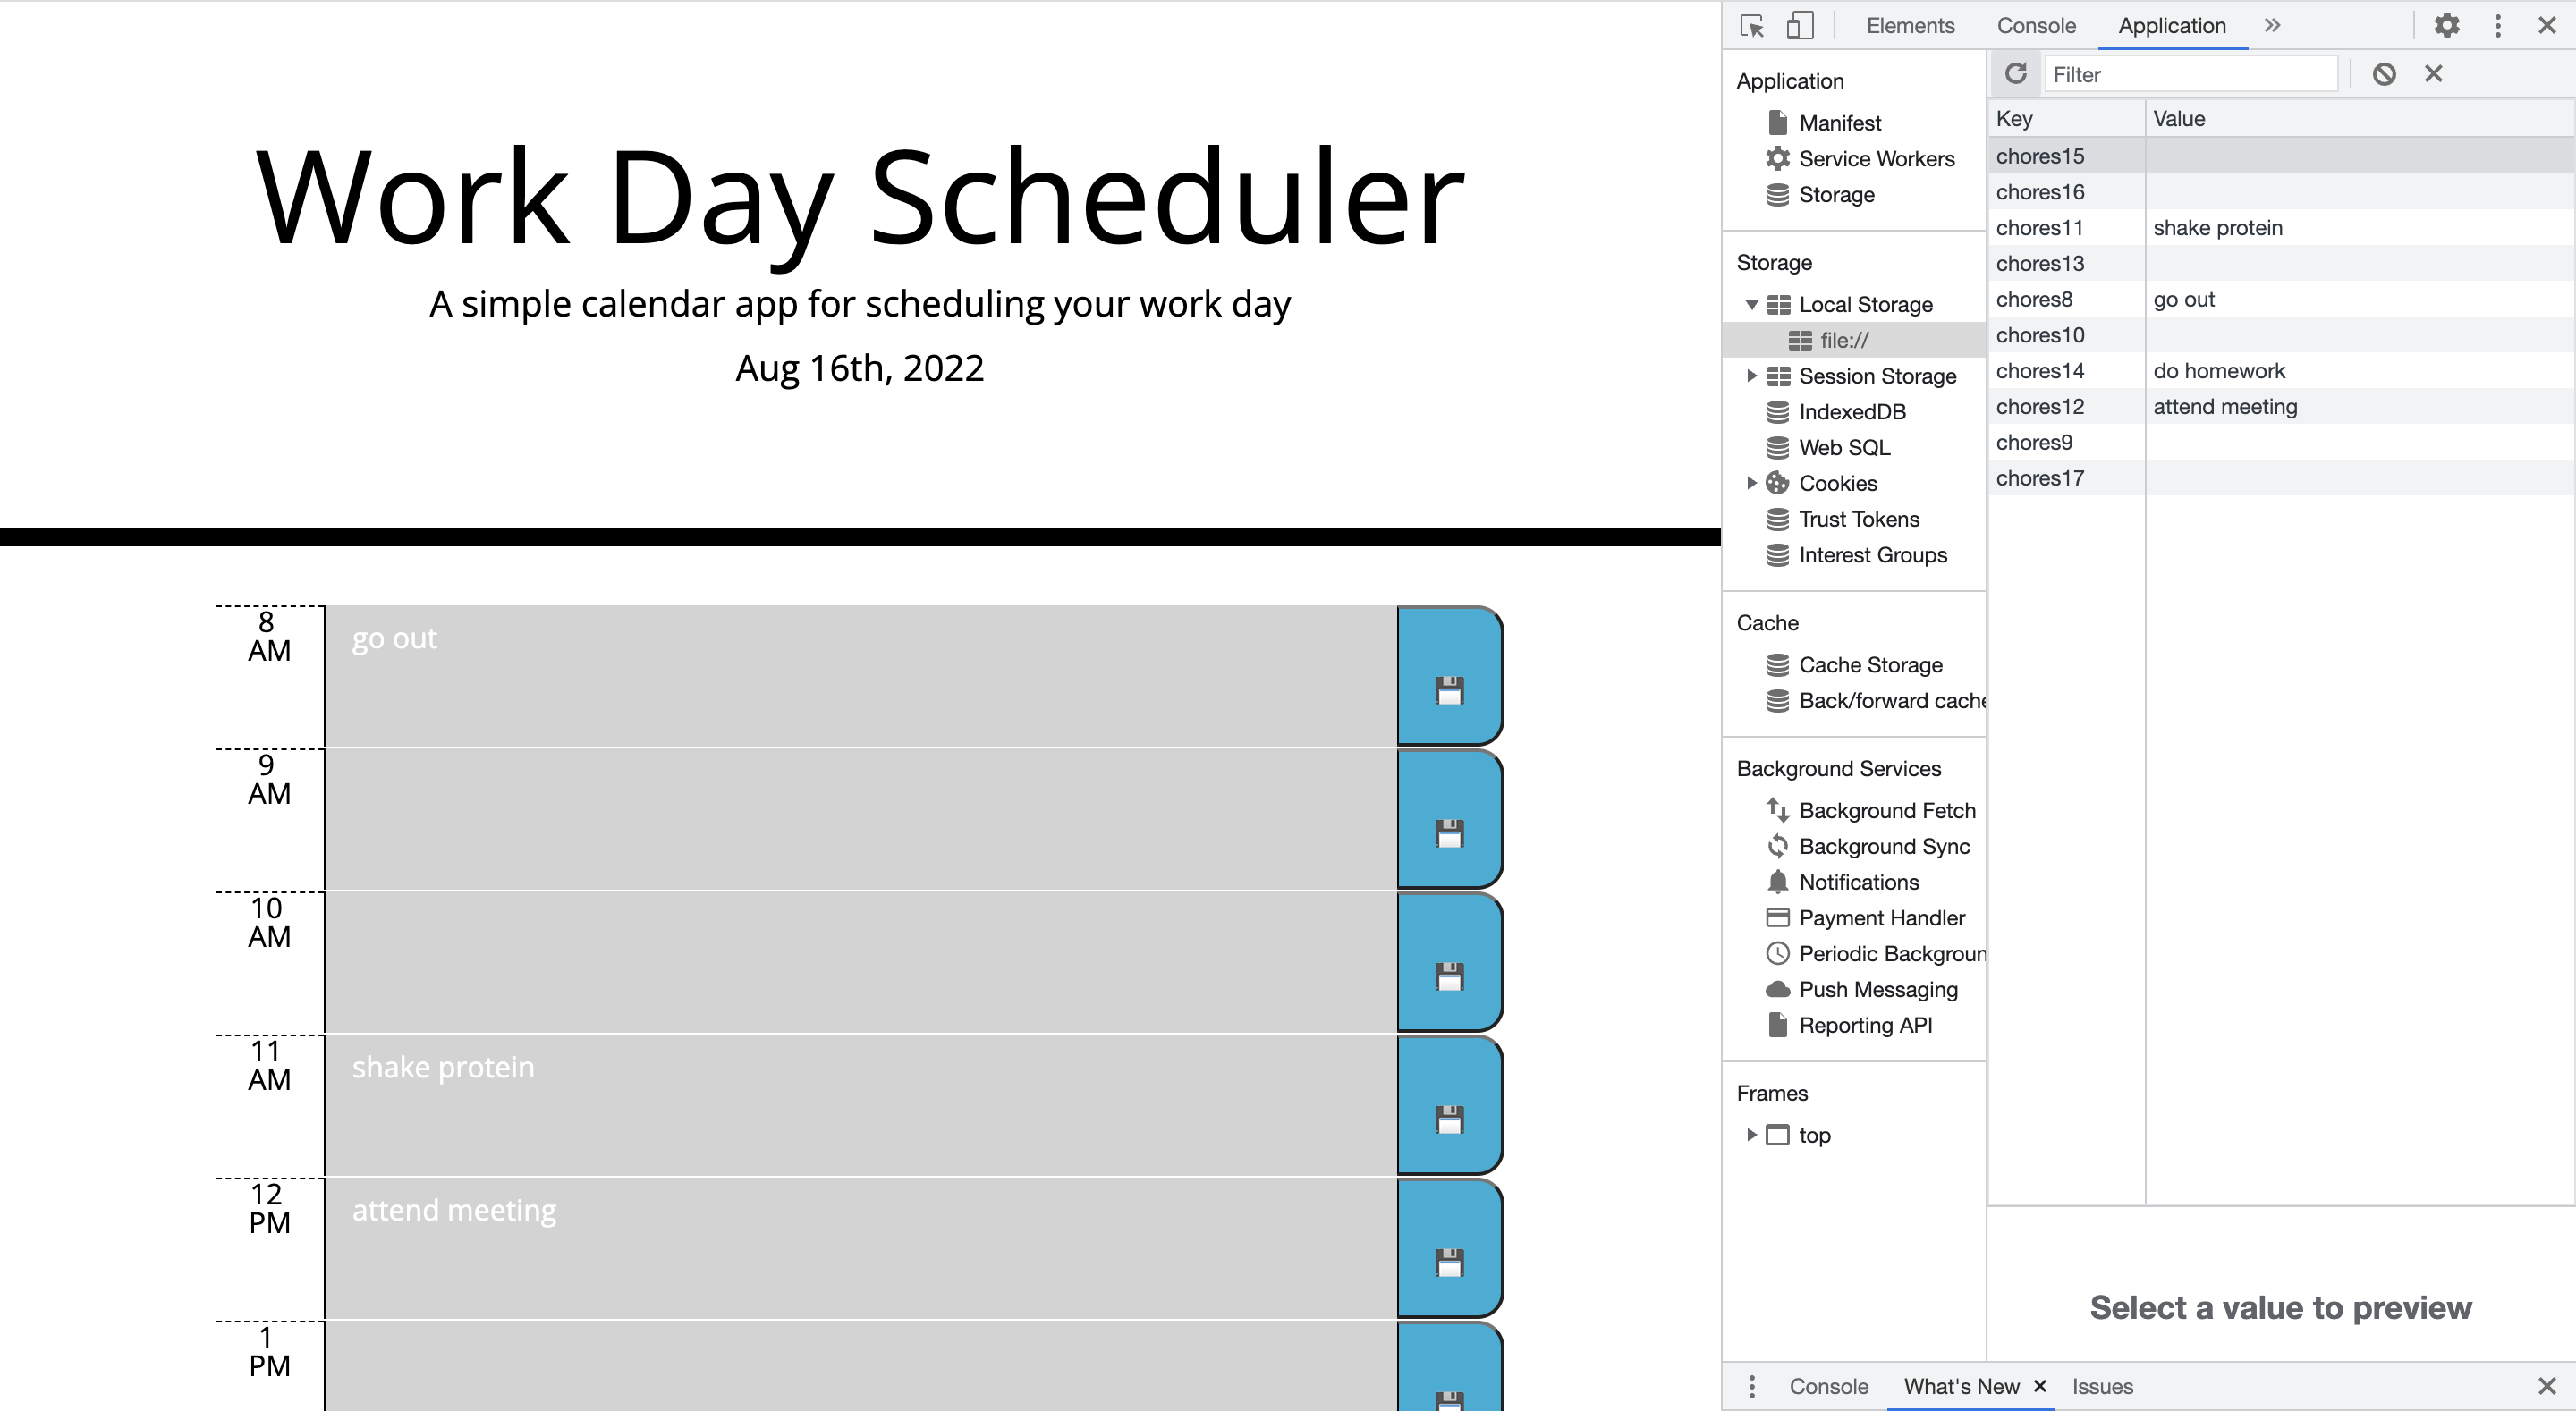 Work Day Scheduler
A simple calendar app for scheduling your work day
Aug 16th, 2022
8
AM
go out
9
AM
10
AM
11
AM
shake protein
12
PM
attend meeting
1
PM
Elements Console Application
Application
Manifest
Service Workers
Storage
Storage
Local Storage
file://
Session Storage
IndexedDB
Web SQL
Cookies
Trust Tokens
Interest Groups
Cache
Cache Storage
Back/forward cache
Background Services
Background Fetch
Background Sync
Notifications
Payment Handler
Periodic Backgroun
Push Messaging
Reporting API
Frames
top
Filter
Key Value
chores15
chores16
chores11 shake protein
chores13
chores8 go out
chores10
chores14 do homework
chores12 attend meeting
chores9
chores17
Select a value to preview
Console What's New Issues